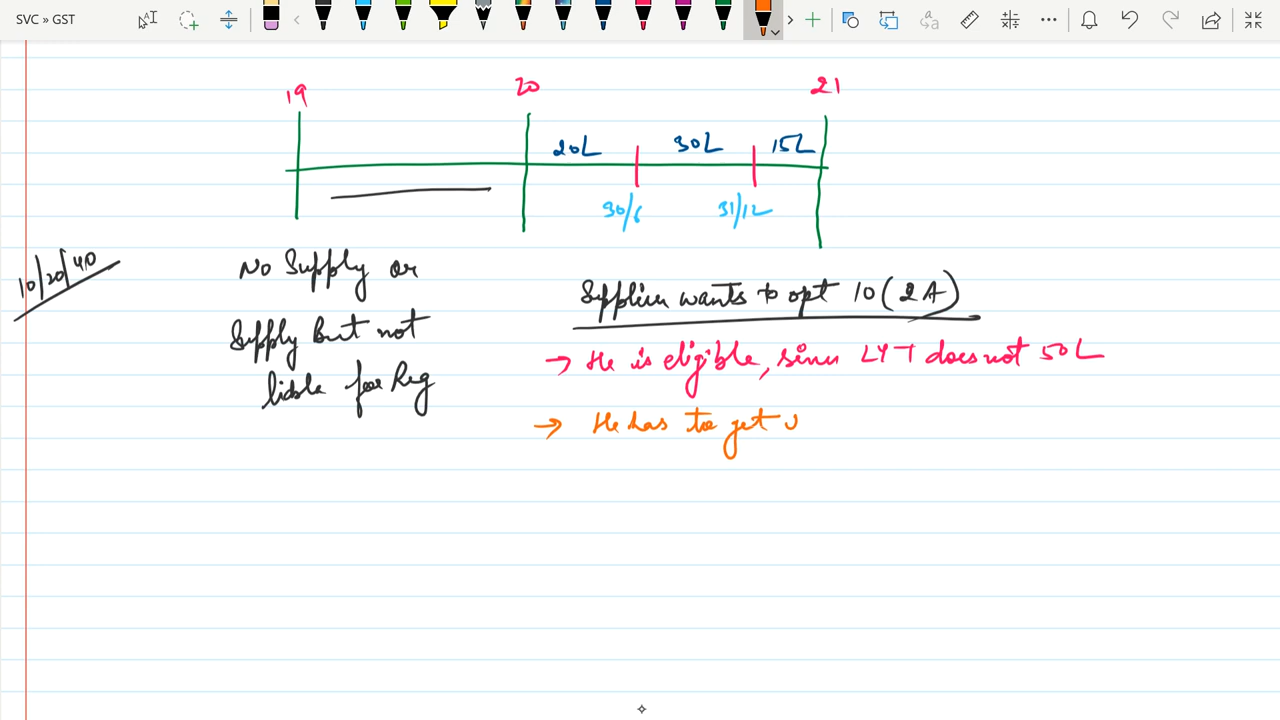 SVC » GST
19 20 21
20L 30L 15L
30/6 31/12
10/20/40
No Supply or
Supply But not
liable for Reg
Supplier wants to opt 10 (2A)
→ He is eligible, since LYT does not 50L
→ He has to get